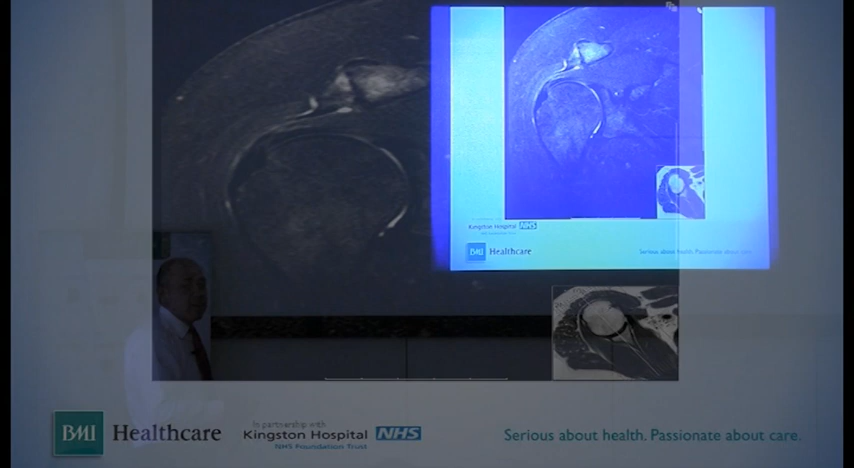 Kingston Hospital NHS
BMI Healthcare
Serious about health. Passionate about care.
BMI Healthcare
In partnership with
Kingston Hospital NHS
NHS Foundation Trust
Serious about health. Passionate about care.